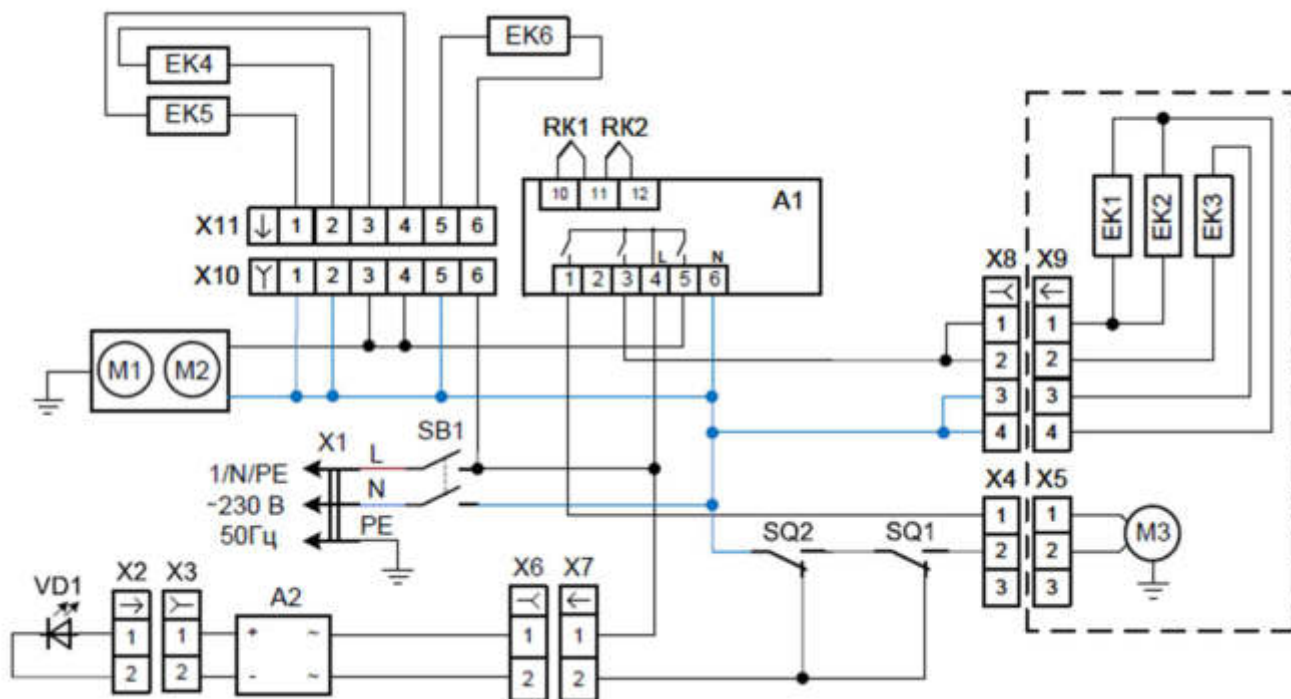 EK6
EK4
EK5
RK1 RK2
10 11 12
A1
X11 1 2 3 4 5 6
X10 1 2 3 4 5 6
L N
1 2 3 4 5 6
EK1 EK2 EK3
X8 X9
1 1
2 2
3 3
4 4
M1 M2
X1 L SB1
1/N/PE
~230 В N
50Гц PE
X4 X5
1 1
2 2
3 3
M3
SQ2 SQ1
VD1 X2 X3 A2 X6 X7
1 1 + ~ 1 1
2 2 - ~ 2 2